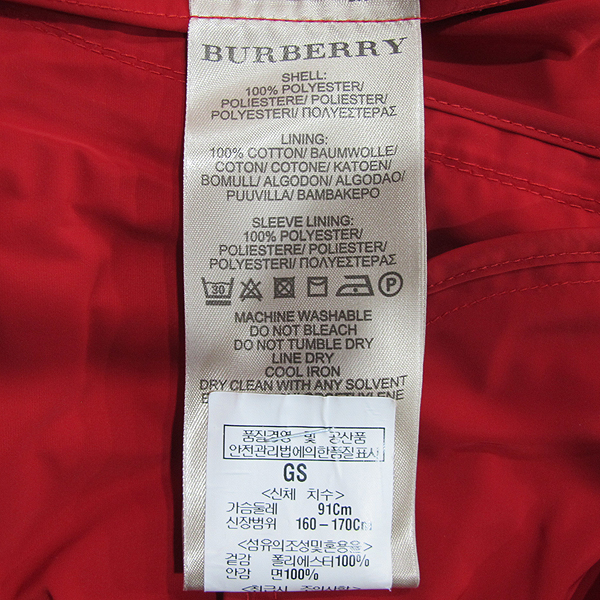 BURBERRY
SHELL:
100% POLYESTER/
POLIESTERE/ POLYESTER/
POLIESTER/ΠΟΛΥΕΣΤΕΡΑΣ
LINING:
100% COTTON/ BAUMWOLLE/
COTON/ COTONE/ KATOEN/
BOMULL/ ALGODON/ ALGODAO/
PUUVILLA/ BAMBAKEPO
SLEEVE LINING:
100% POLYESTER/
POLIESTERE/ POLYESTER/
POLIESTER/ΠΟΛΥΕΣΤΕΡΑΣ
30 P
MACHINE WASHABLE
DO NOT BLEACH
DO NOT TUMBLE DRY
LINE DRY
COOL IRON
DRY CLEAN WITH ANY SOLVENT
품질경영 및 공산품
안전관리법에의한품질표시
GS
<신체 치수>
가슴둘레 91Cm
신장범위 160-170Cm
<섬유의조성및혼용율>
겉감 폴리에스터100%
안감 면100%